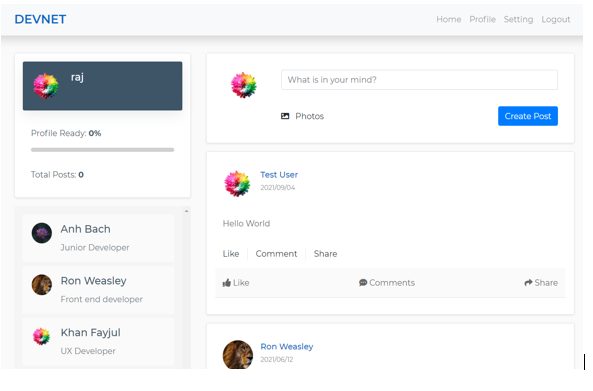 DEVNET
Home Profile Setting Logout
raj
Profile Ready: 0%
Total Posts: 0
Anh Bach
Junior Developer
Ron Weasley
Front end developer
Khan Fayjul
UX Developer
What is in your mind?
Photos
Create Post
Test User
2021/09/04
Hello World
Like Comment Share
Like Comments Share
Ron Weasley
2021/06/12